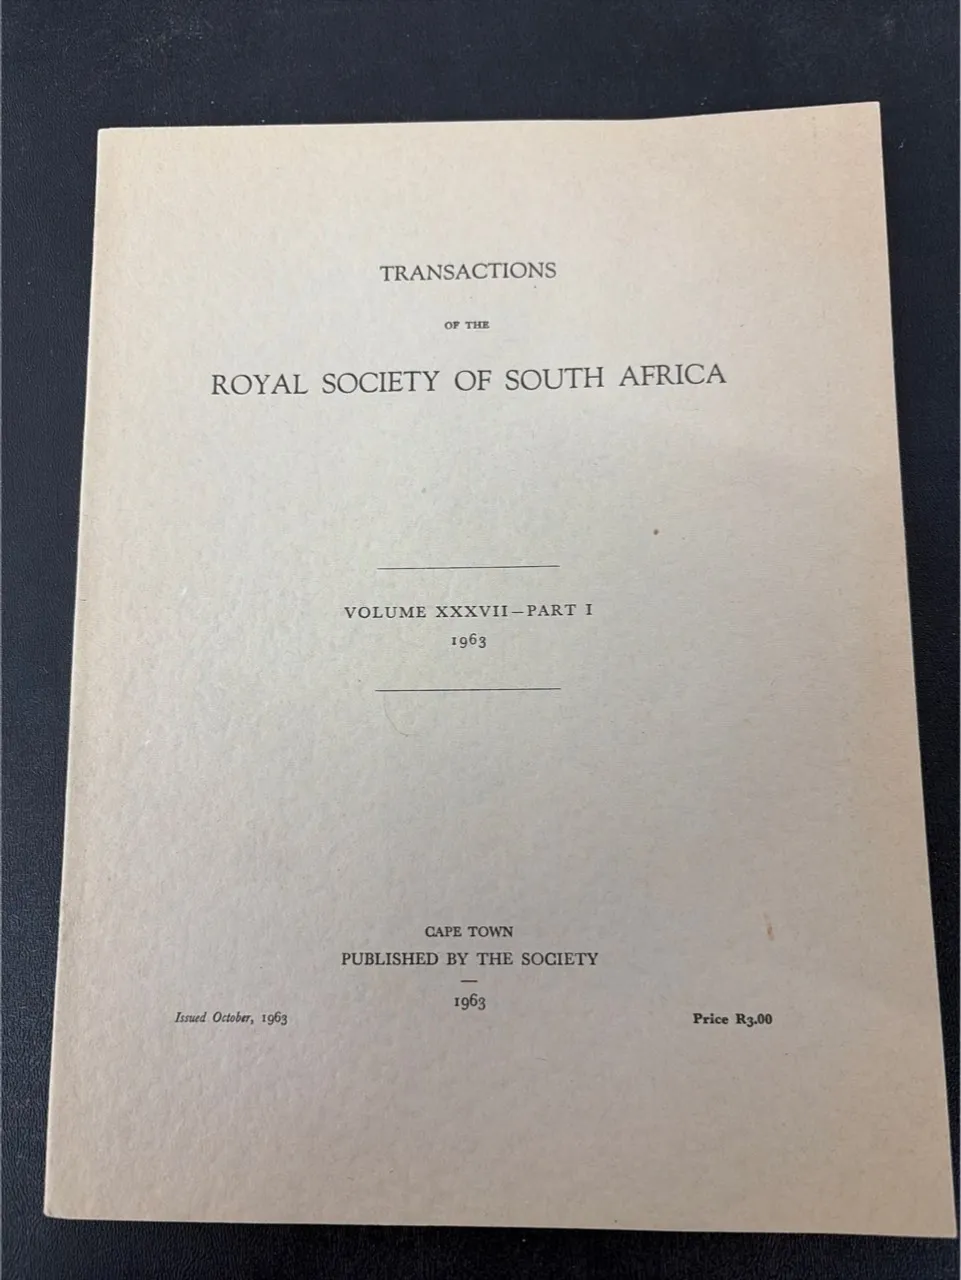 TRANSACTIONS
OF THE
ROYAL SOCIETY OF SOUTH AFRICA
VOLUME XXXVII—PART I
1963
CAPE TOWN
PUBLISHED BY THE SOCIETY
1963
Issued October, 1963
Price R3.00